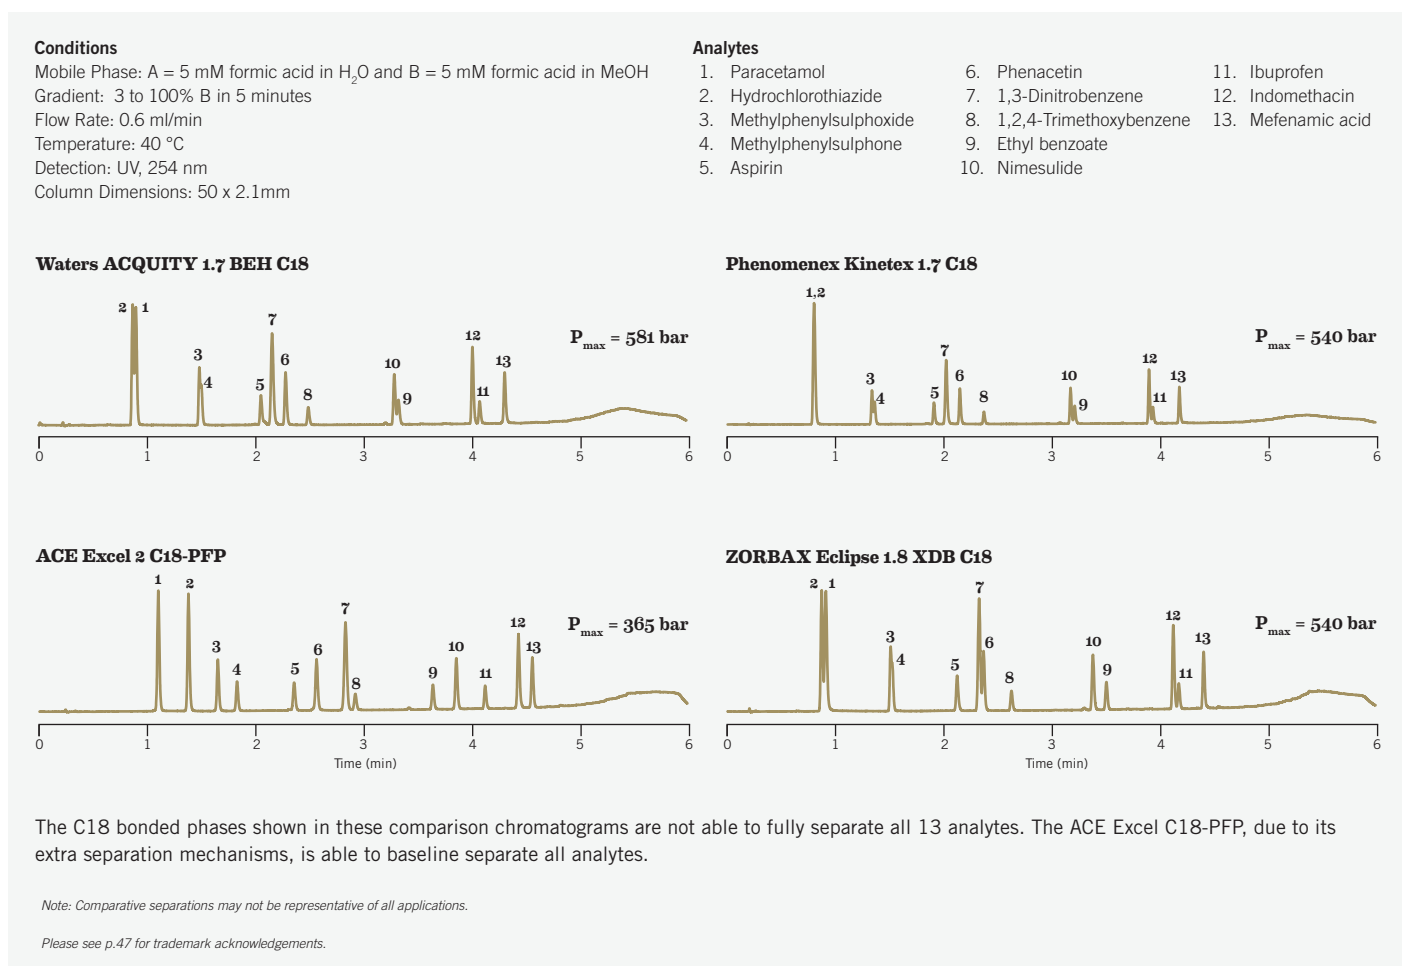 Conditions
Mobile Phase: A = 5 mM formic acid in H2O and B = 5 mM formic acid in MeOH
Gradient: 3 to 100% B in 5 minutes
Flow Rate: 0.6 ml/min
Temperature: 40 °C
Detection: UV, 254 nm
Column Dimensions: 50 x 2.1mm
Analytes
1. Paracetamol
2. Hydrochlorothiazide
3. Methylphenylsulphoxide
4. Methylphenylsulphone
5. Aspirin
6. Phenacetin
7. 1,3-Dinitrobenzene
8. 1,2,4-Trimethoxybenzene
9. Ethyl benzoate
10. Nimesulide
11. Ibuprofen
12. Indomethacin
13. Mefenamic acid
Waters ACQUITY 1.7 BEH C18
2 1 3 4 5 7 6 8 10 9 12 11 13
Pmax = 581 bar
0 1 2 3 4 5 6
Phenomenex Kinetex 1.7 C18
1,2 3 4 5 7 6 8 10 9 12 11 13
Pmax = 540 bar
0 1 2 3 4 5 6
ACE Excel 2 C18-PFP
1 2 3 4 5 6 7 8 9 10 11 12 13
Pmax = 365 bar
0 1 2 3 4 5 6
Time (min)
ZORBAX Eclipse 1.8 XDB C18
2 1 3 4 5 7 6 8 10 9 12 11 13
Pmax = 540 bar
0 1 2 3 4 5 6
Time (min)
The C18 bonded phases shown in these comparison chromatograms are not able to fully separate all 13 analytes. The ACE Excel C18-PFP, due to its
extra separation mechanisms, is able to baseline separate all analytes.
Note: Comparative separations may not be representative of all applications.
Please see p.47 for trademark acknowledgements.